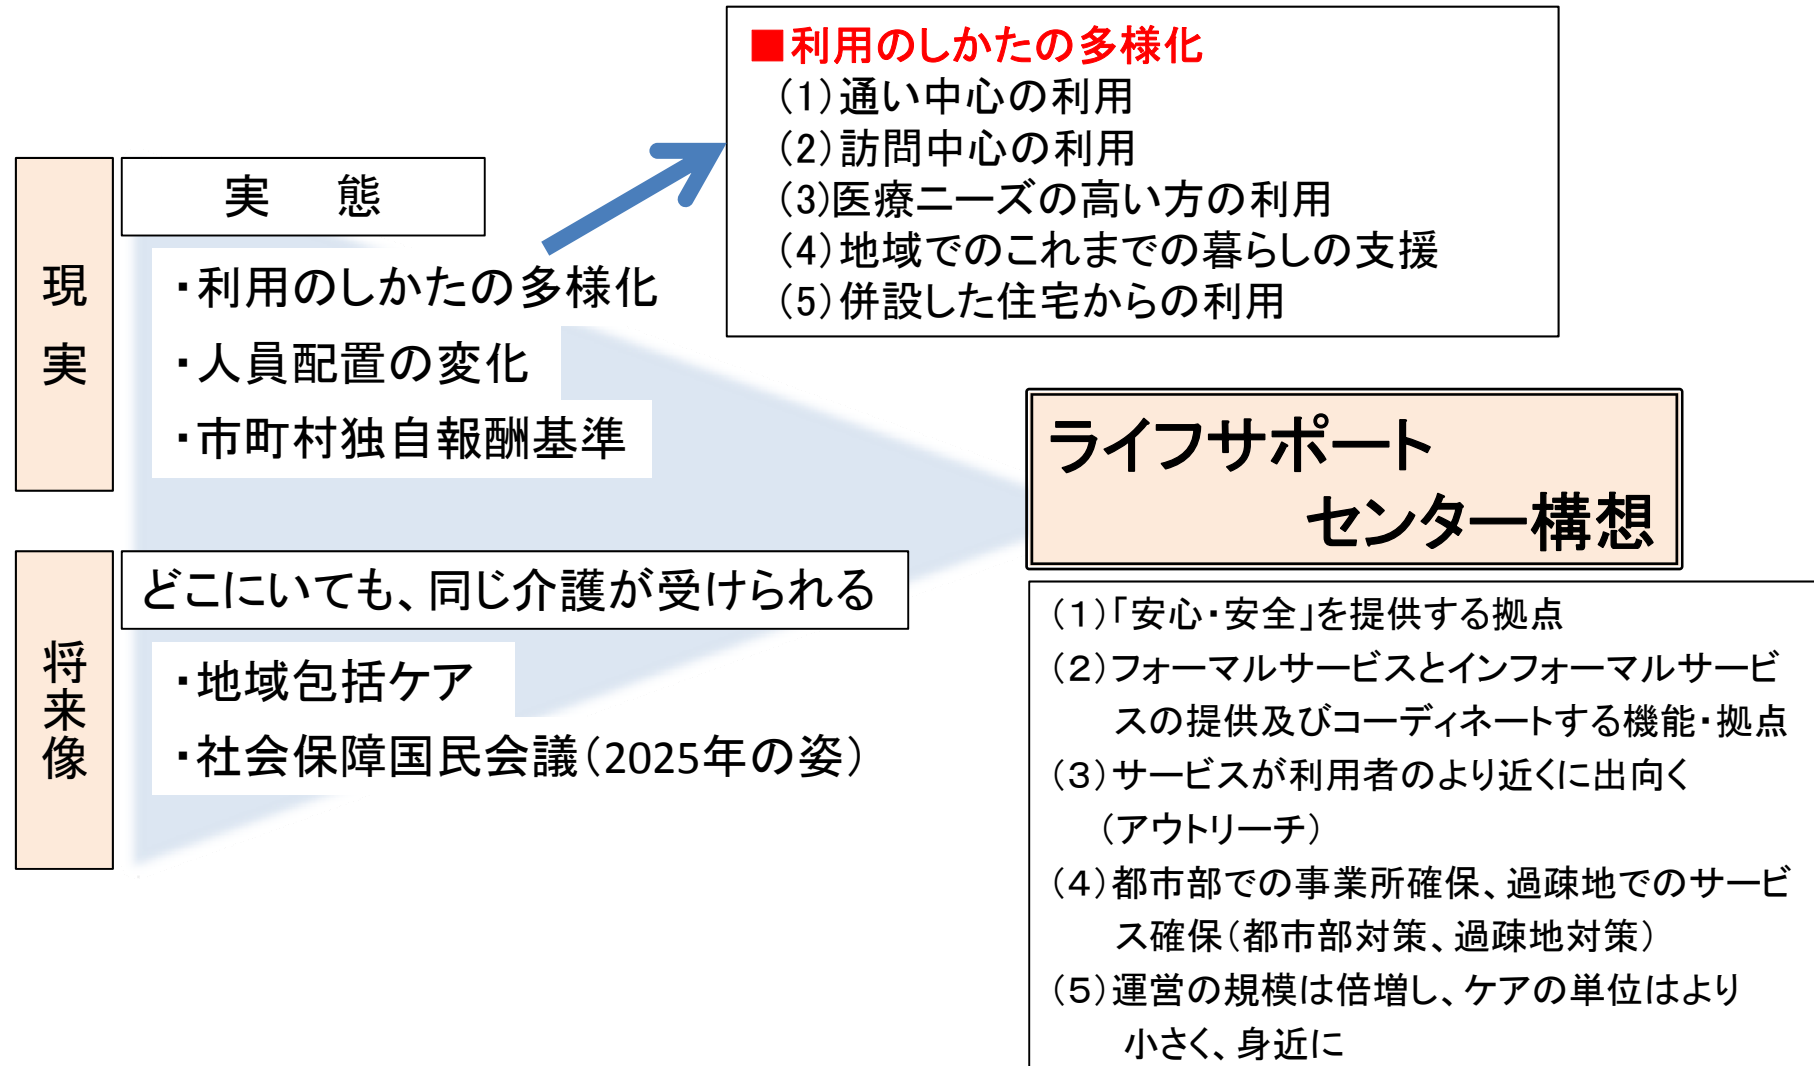 ■利用のしかたの多様化
(1)通い中心の利用
(2)訪問中心の利用
(3)医療ニーズの高い方の利用
(4)地域でのこれまでの暮らしの支援
(5)併設した住宅からの利用
現実
実　態
・利用のしかたの多様化
・人員配置の変化
・市町村独自報酬基準
将来像
どこにいても、同じ介護が受けられる
・地域包括ケア
・社会保障国民会議(2025年の姿)
ライフサポート
センター構想
(1)「安心・安全」を提供する拠点
(2)フォーマルサービスとインフォーマルサービ
スの提供及びコーディネートする機能・拠点
(3)サービスが利用者のより近くに出向く
(アウトリーチ)
(4)都市部での事業所確保、過疎地でのサービ
ス確保(都市部対策、過疎地対策)
(5)運営の規模は倍増し、ケアの単位はより
小さく、身近に